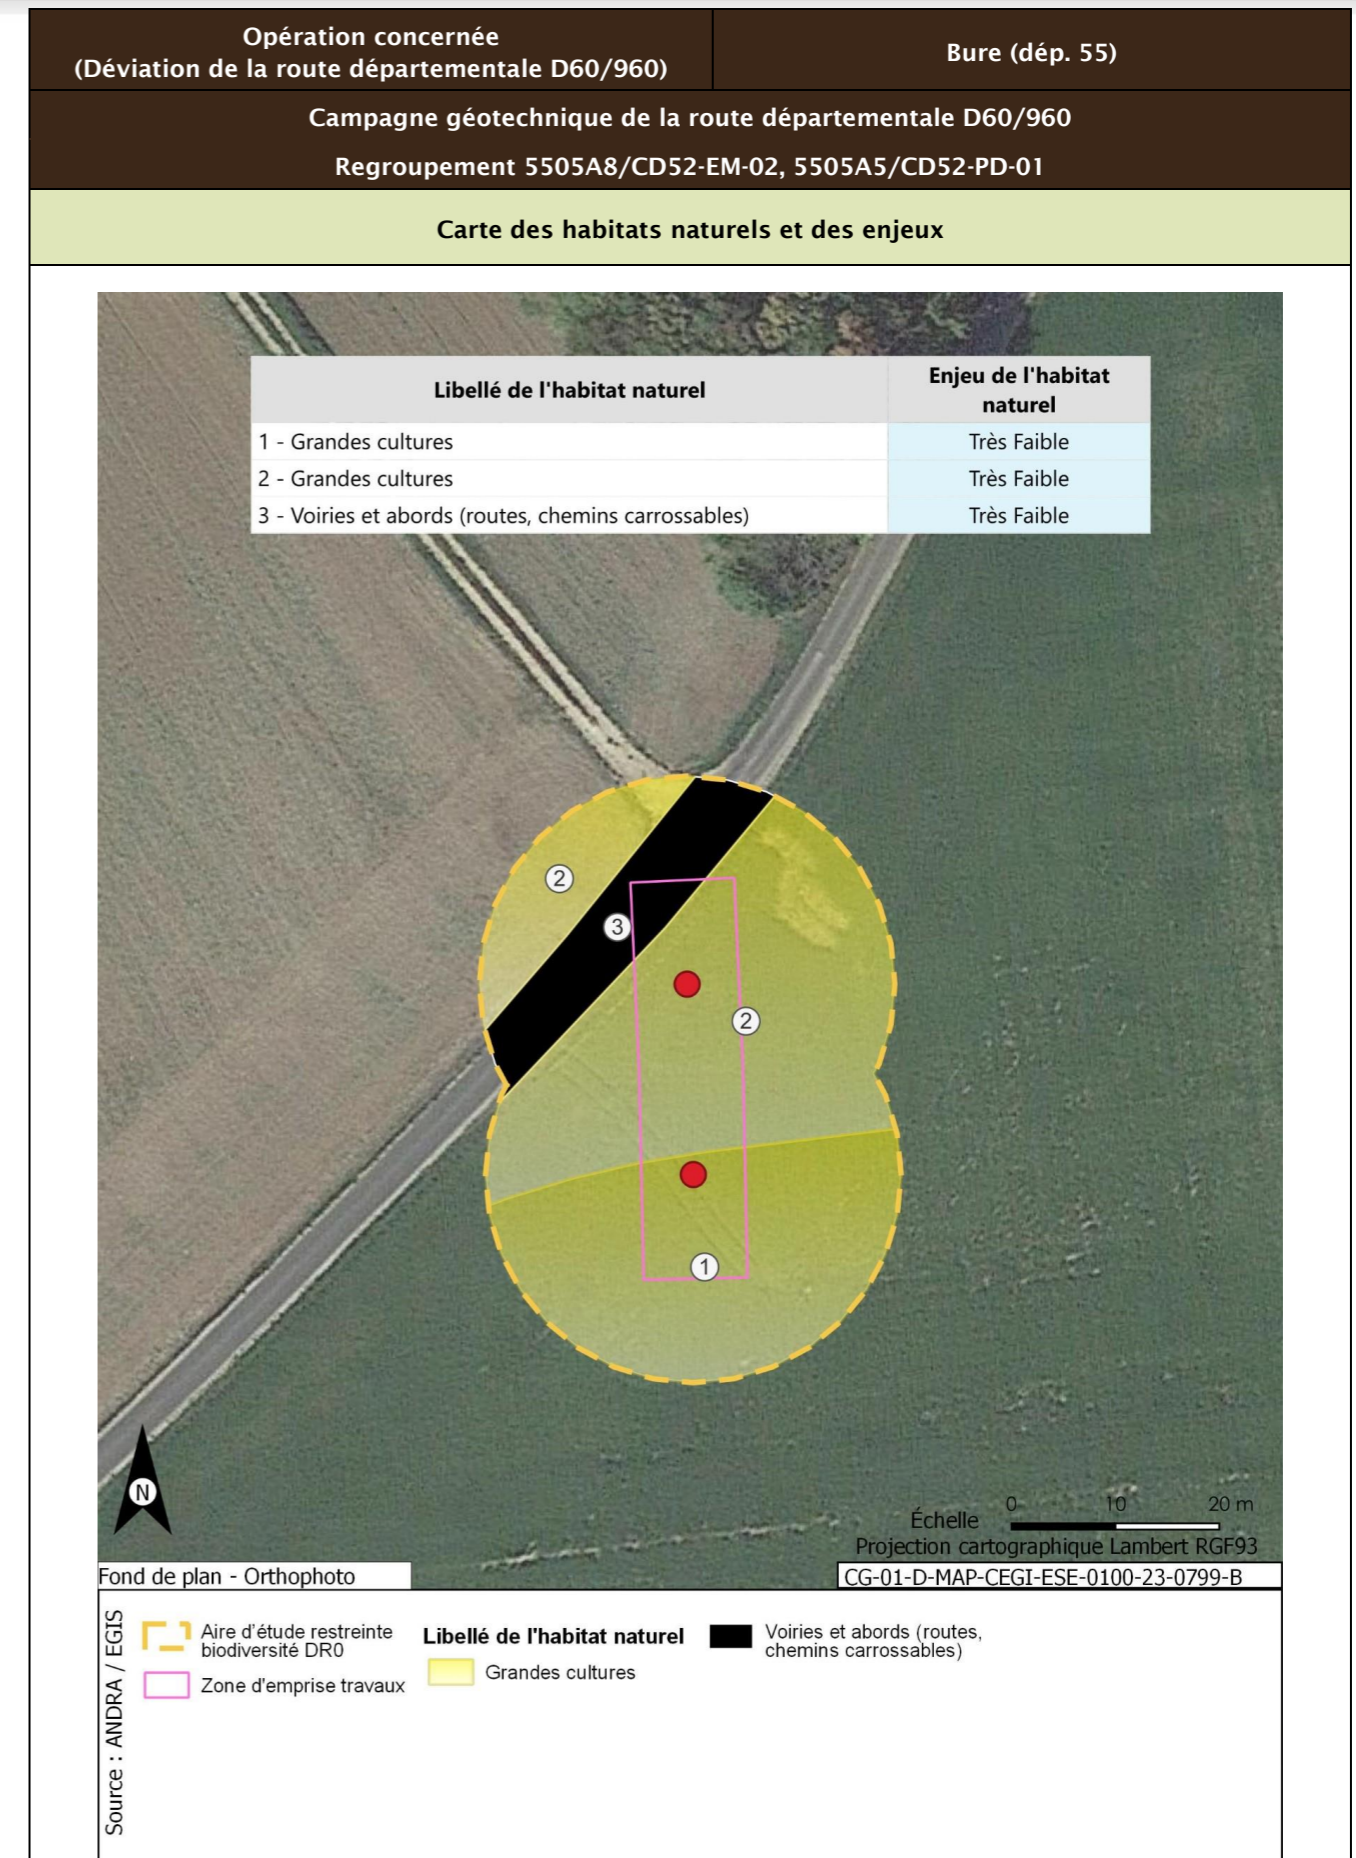 Opération concernée
(Déviation de la route départementale D60/960)
Bure (dép. 55)
Campagne géotechnique de la route départementale D60/960
Regroupement 5505A8/CD52-EM-02, 5505A5/CD52-PD-01
Carte des habitats naturels et des enjeux
Libellé de l'habitat naturel
Enjeu de l'habitat
naturel
1 - Grandes cultures
Très Faible
2 - Grandes cultures
Très Faible
3 - Voiries et abords (routes, chemins carrossables)
Très Faible
2
3
2
1
N
0 10 20 m
Échelle
Projection cartographique Lambert RGF93
Fond de plan - Orthophoto
CG-01-D-MAP-CEGI-ESE-0100-23-0799-B
Source : ANDRA / EGIS
Aire d'étude restreinte
biodiversité DR0
Zone d'emprise travaux
Libellé de l'habitat naturel
Grandes cultures
Voiries et abords (routes,
chemins carrossables)